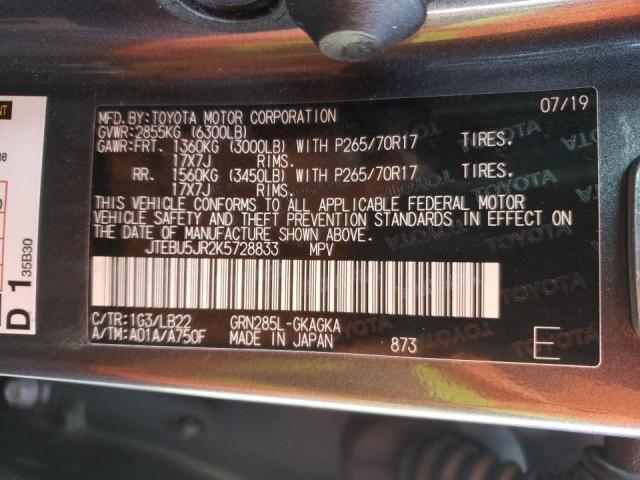 MFD.BY:TOYOTA MOTOR CORPORATION 07/19
GVWR:2855KG (6300LB)
GAWR:FRT. 1360KG (3000LB) WITH P265/70R17 TIRES.
17X7J RIMS.
RR. 1560KG (3450LB) WITH P265/70R17 TIRES.
17X7J RIMS.
THIS VEHICLE CONFORMS TO ALL APPLICABLE FEDERAL MOTOR
VEHICLE SAFETY AND THEFT PREVENTION STANDARDS IN EFFECT ON
THE DATE OF MANUFACTURE SHOWN ABOVE.
JTEBU5JR2K5728833 MPV
C/TR:1G3/LB22 GRN285L-GKAGKA
A/TM:A01A/A750F MADE IN JAPAN 873 E
D 1 35B30